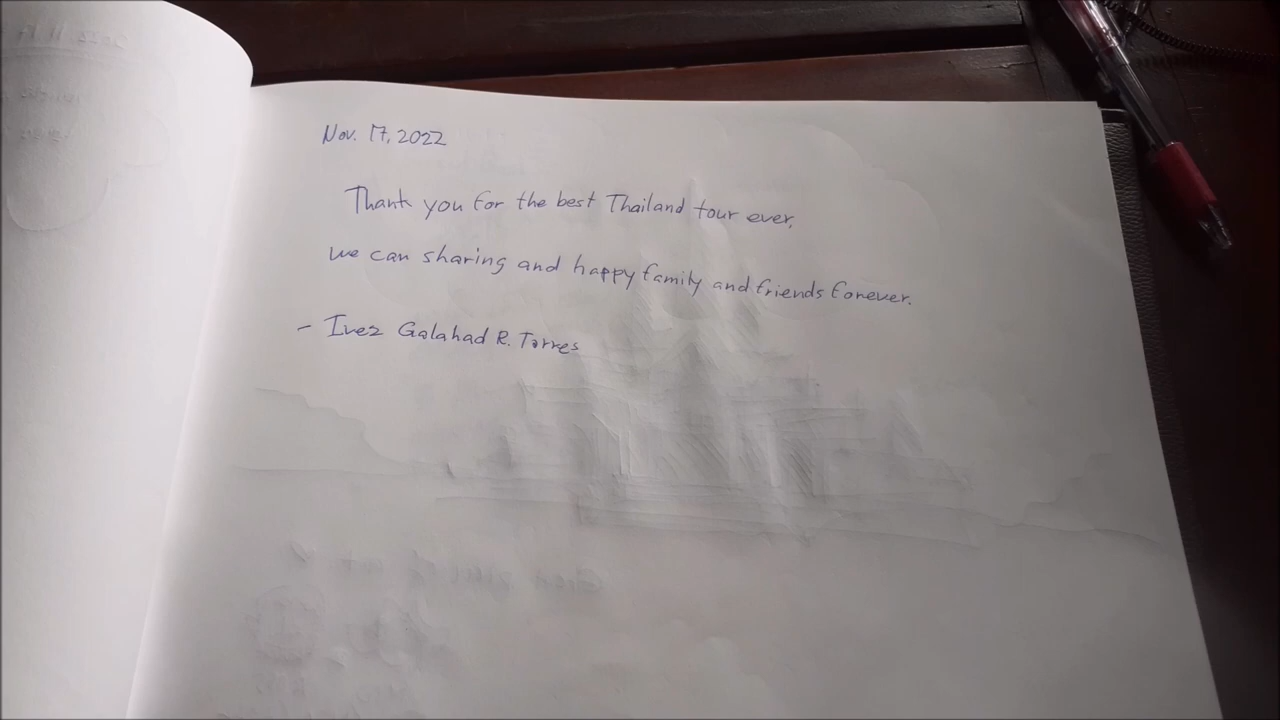 Nov. 17, 2022
Thank you for the best Thailand tour ever,
we can sharing and happy family and friends forever.
- Ivez Galahad R. Torres